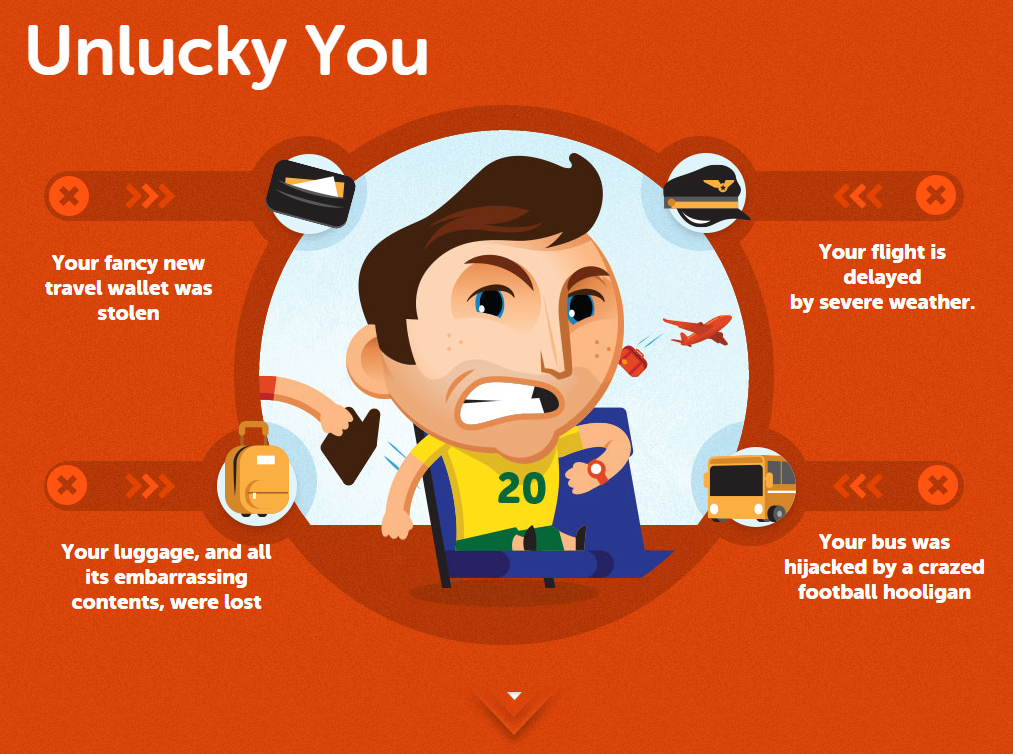 Unlucky You
Your fancy new
travel wallet was
stolen
Your flight is
delayed
by severe weather.
20
Your luggage, and all
its embarrassing
contents, were lost
Your bus was
hijacked by a crazed
football hooligan